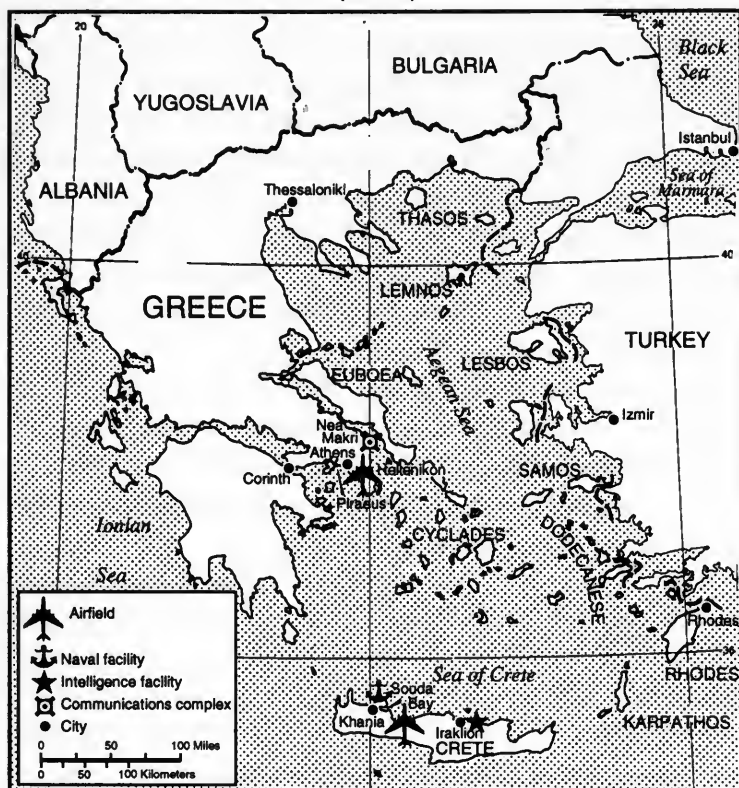 20
28
Black
Sea
BULGARIA
YUGOSLAVIA
Istanbul
Sea of
Marmara
ALBANIA
Thessaloniki
THASOS
40
40
LEMNOS
GREECE
TURKEY
Aegean Sea
LESBOS
EUBOEA
Izmir
Nea
Makri
Athens
Hellenikon
Corinth
Piraeus
SAMOS
Ionian
Sea
CYCLADES
DODECANESE
Rhodes
36
RHODES
Sea of Crete
Souda
Bay
Khania
Iraklion
CRETE
KARPATHOS
Airfield
Naval facility
Intelligence facility
Communications complex
City
0 50 100 Miles
0 50 100 Kilometers